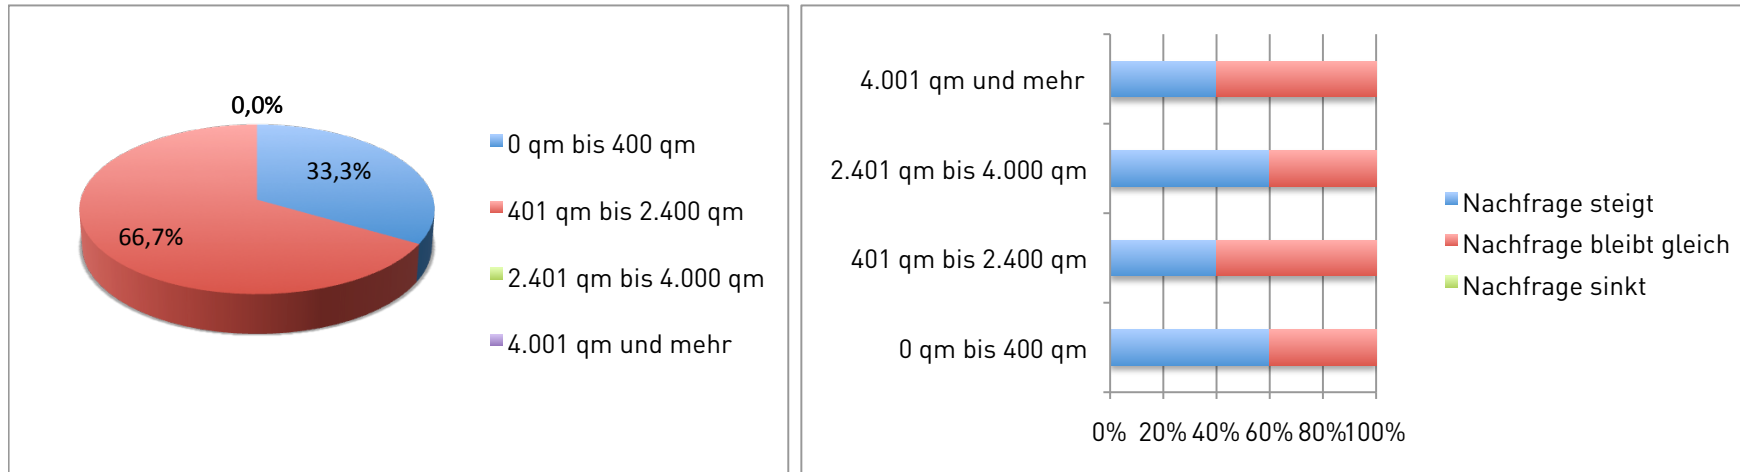 0,0%
33,3%
66,7%
0 qm bis 400 qm
401 qm bis 2.400 qm
2.401 qm bis 4.000 qm
4.001 qm und mehr
4.001 qm und mehr
2.401 qm bis 4.000 qm
401 qm bis 2.400 qm
0 qm bis 400 qm
0% 20% 40% 60% 80% 100%
Nachfrage steigt
Nachfrage bleibt gleich
Nachfrage sinkt